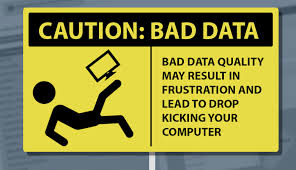 CAUTION: BAD DATA
BAD DATA QUALITY
MAY RESULT IN
FRUSTRATION AND
LEAD TO DROP
KICKING YOUR
COMPUTER